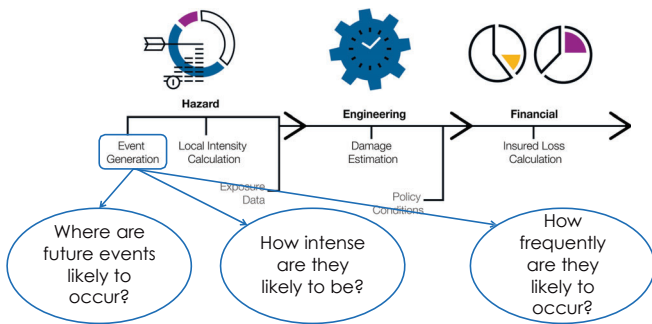 Hazard
Engineering
Financial
Event
Generation
Local Intensity
Calculation
Damage
Estimation
Insured Loss
Calculation
Exposure
Data
Policy
Conditions
Where are
future events
likely to
occur?
How intense
are they
likely to be?
How
frequently
are they
likely to
occur?